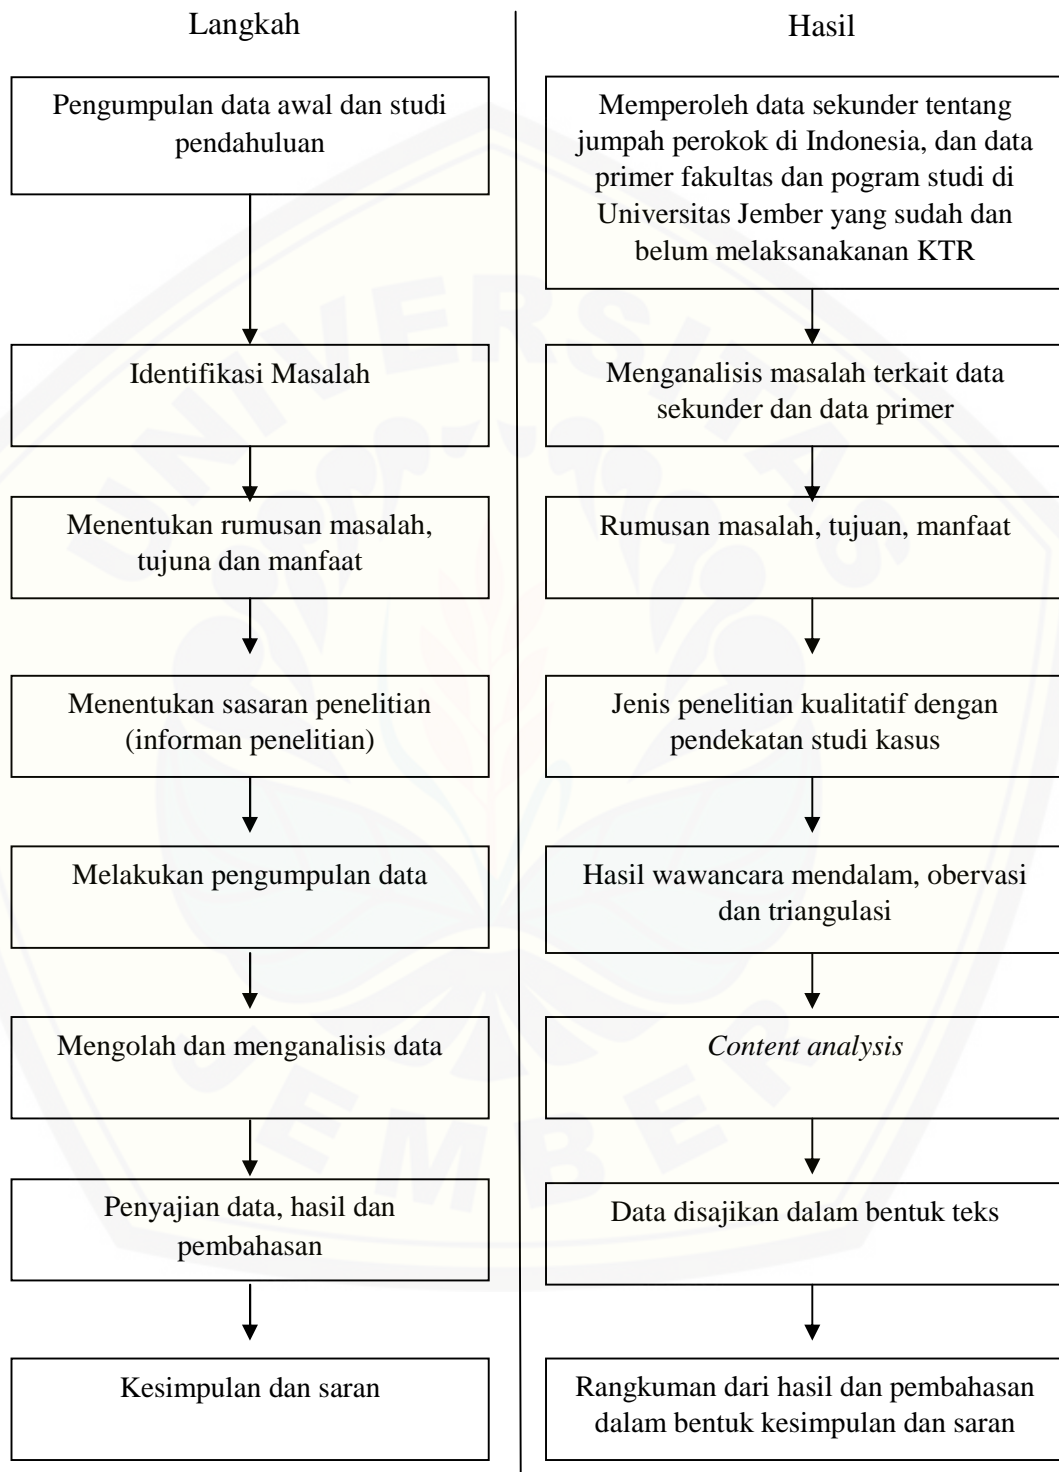 Langkah
Pengumpulan data awal dan studi
pendahuluan
Identifikasi Masalah
Menentukan rumusan masalah,
tujuna dan manfaat
Menentukan sasaran penelitian
(informan penelitian)
Melakukan pengumpulan data
Mengolah dan menganalisis data
Penyajian data, hasil dan
pembahasan
Kesimpulan dan saran
Hasil
Memperoleh data sekunder tentang
jumpah perokok di Indonesia, dan data
primer fakultas dan pogram studi di
Universitas Jember yang sudah dan
belum melaksanakanan KTR
Menganalisis masalah terkait data
sekunder dan data primer
Rumusan masalah, tujuan, manfaat
Jenis penelitian kualitatif dengan
pendekatan studi kasus
Hasil wawancara mendalam, obervasi
dan triangulasi
Content analysis
Data disajikan dalam bentuk teks
Rangkuman dari hasil dan pembahasan
dalam bentuk kesimpulan dan saran
UNIVERSITAS
JEMBER